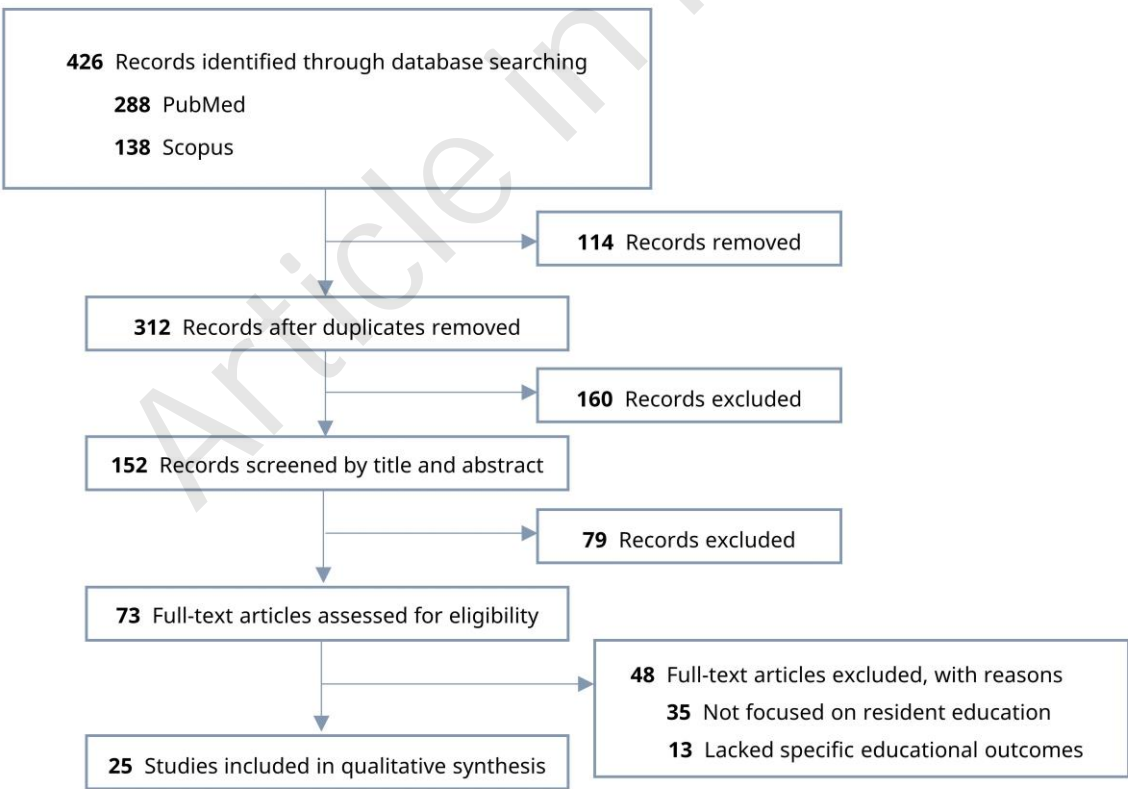 426 Records identified through database searching
288 PubMed
138 Scopus
114 Records removed
312 Records after duplicates removed
160 Records excluded
152 Records screened by title and abstract
79 Records excluded
73 Full-text articles assessed for eligibility
48 Full-text articles excluded, with reasons
35 Not focused on resident education
13 Lacked specific educational outcomes
25 Studies included in qualitative synthesis
Article in